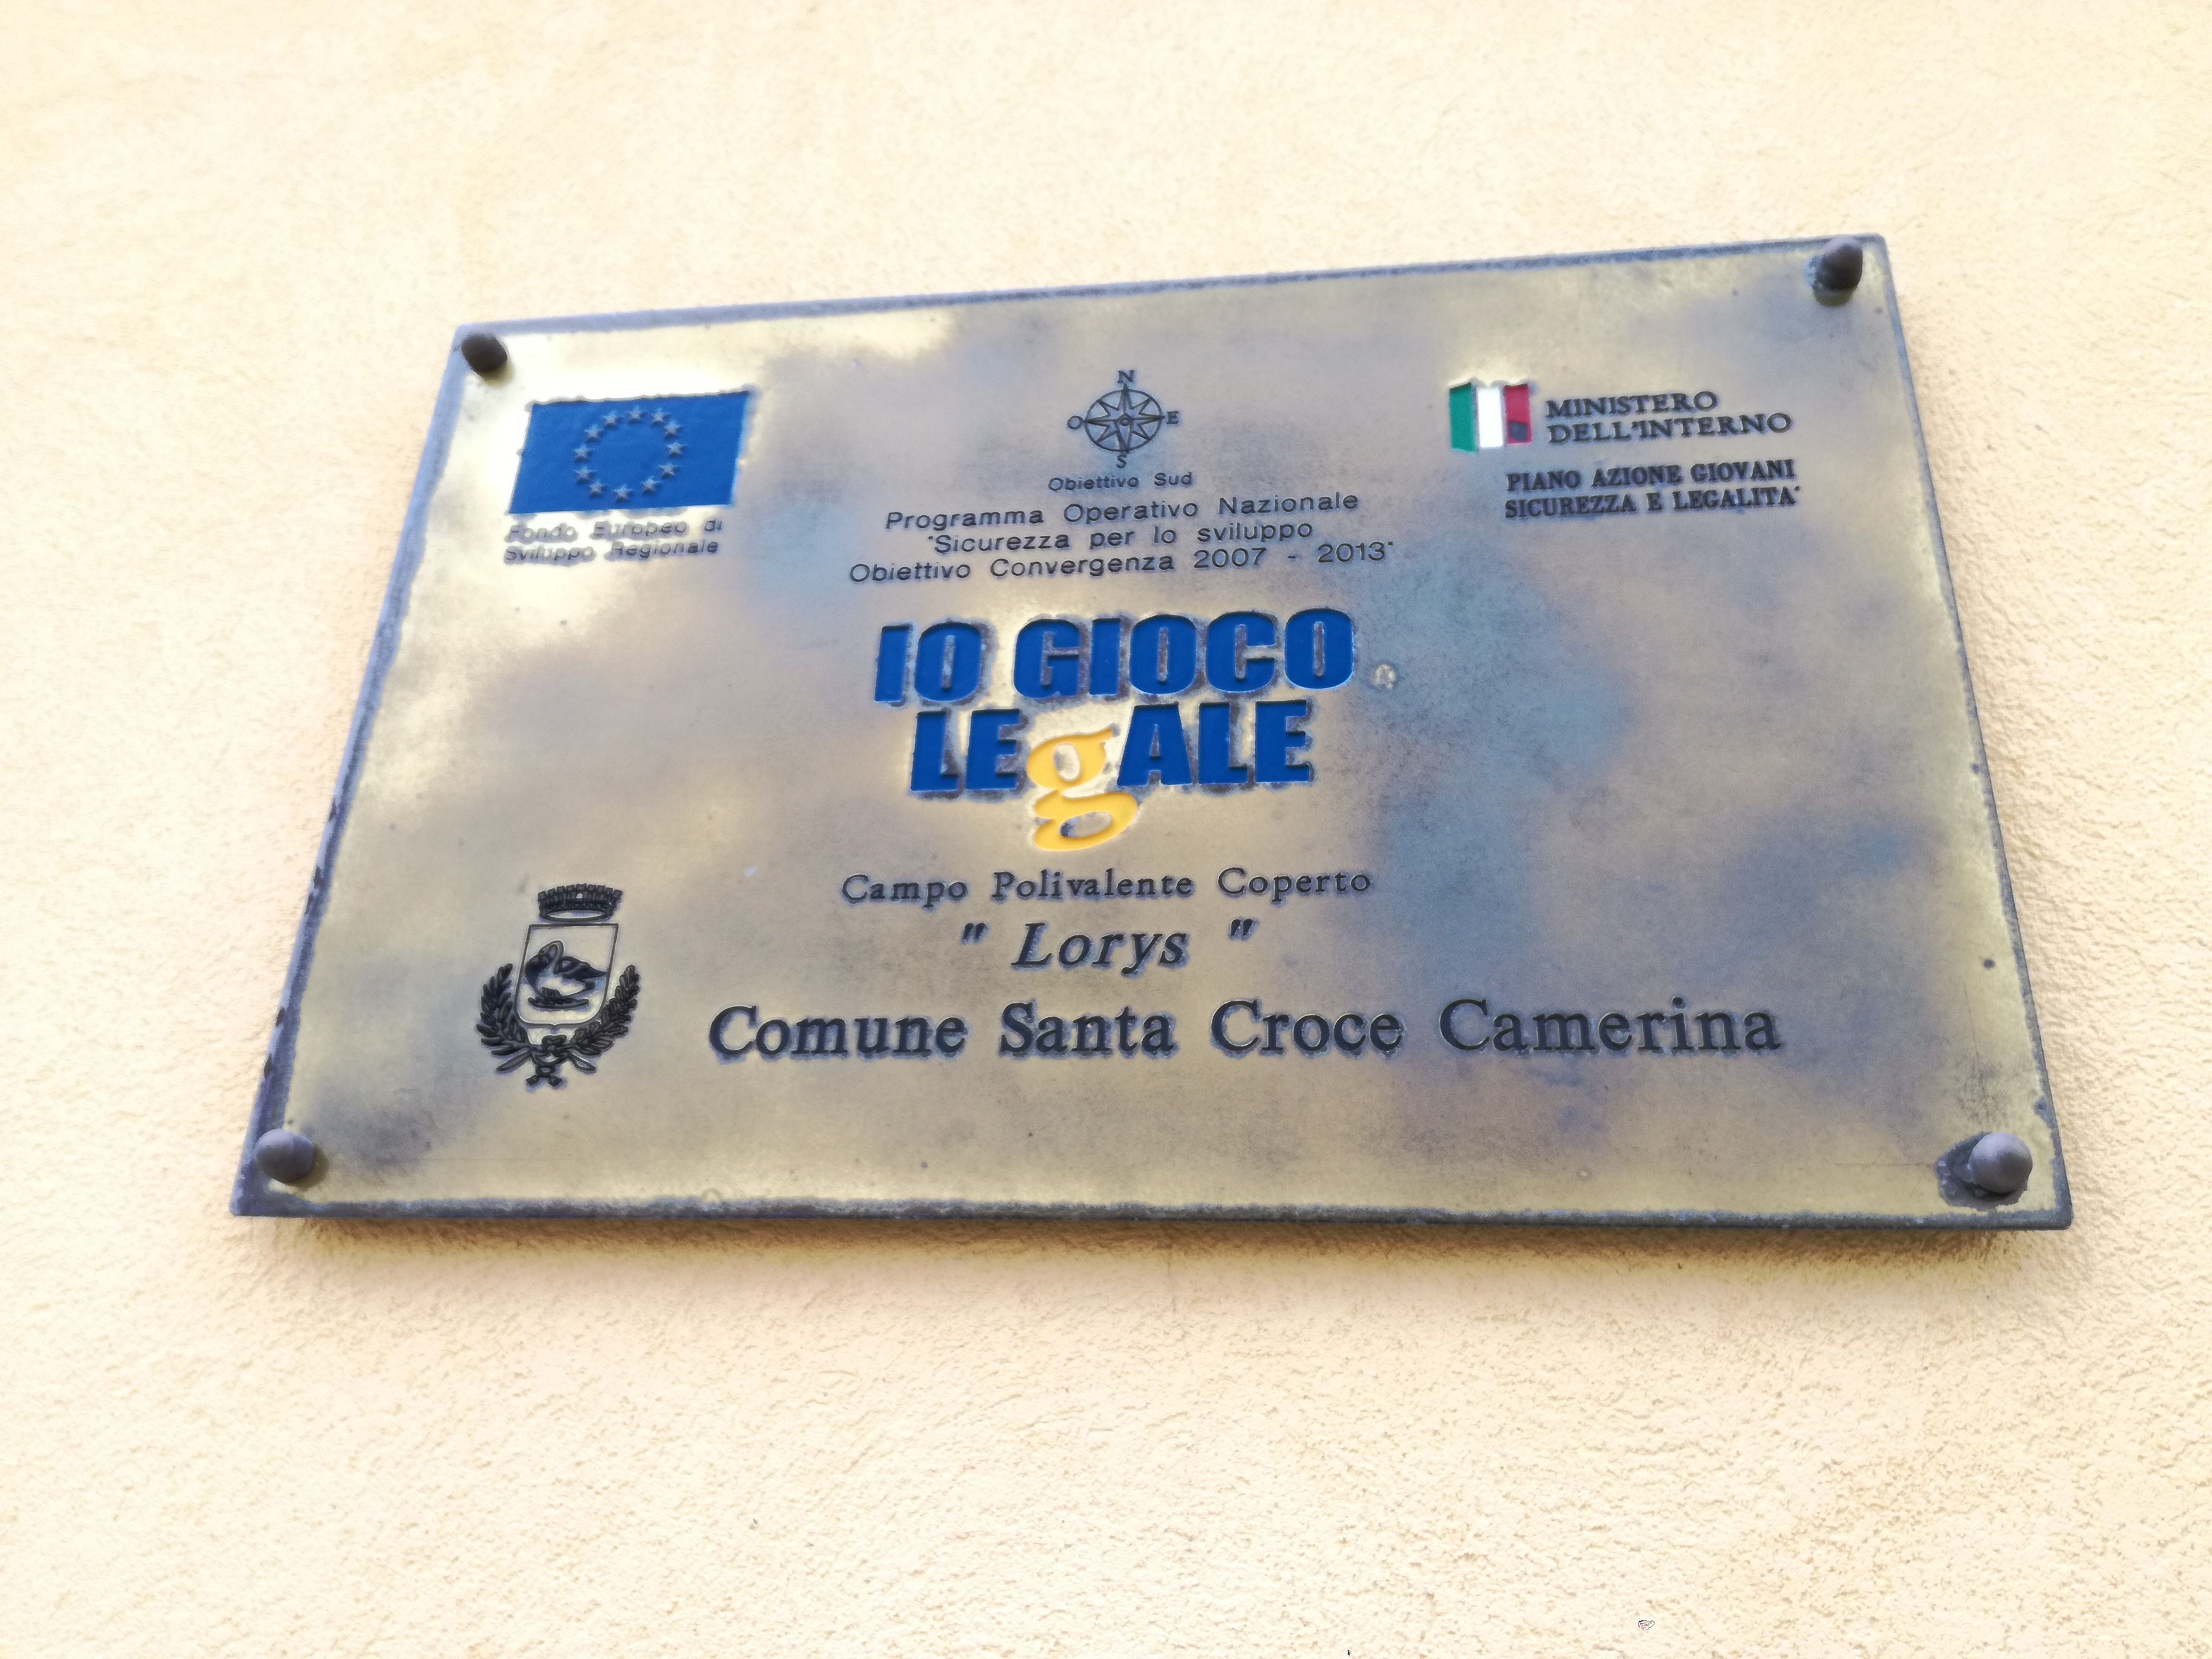 Fondo Europeo di
Sviluppo Regionale
N
O E
S
Obiettivo Sud
Programma Operativo Nazionale
"Sicurezza per lo sviluppo
Obiettivo Convergenza 2007 - 2013"
MINISTERO
DELL'INTERNO
PIANO AZIONE GIOVANI
SICUREZZA E LEGALITA'
IO GIOCO
LEgALE
Campo Polivalente Coperto
" Lorys "
Comune Santa Croce Camerina